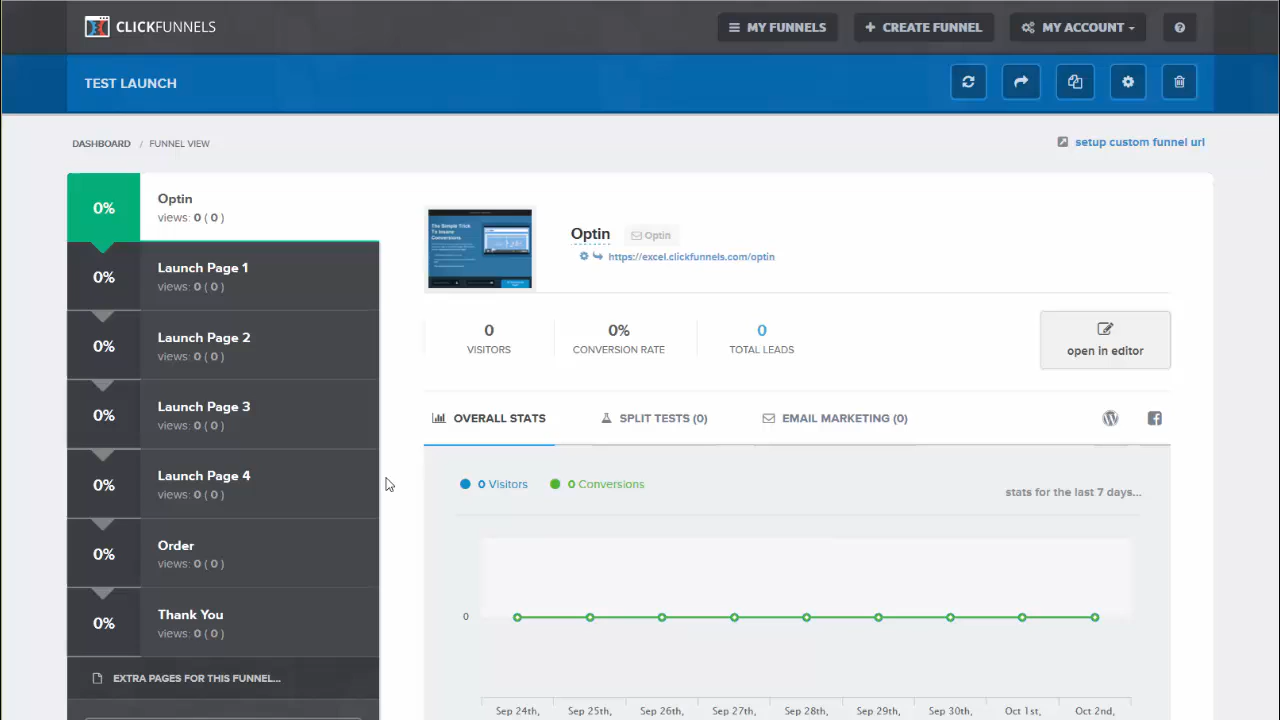 CLICKFUNNELS
MY FUNNELS
CREATE FUNNEL
MY ACCOUNT
?
TEST LAUNCH
DASHBOARD / FUNNEL VIEW
setup custom funnel url
0%
Optin
views: 0 ( 0 )
0%
Launch Page 1
views: 0 ( 0 )
0%
Launch Page 2
views: 0 ( 0 )
0%
Launch Page 3
views: 0 ( 0 )
0%
Launch Page 4
views: 0 ( 0 )
0%
Order
views: 0 ( 0 )
0%
Thank You
views: 0 ( 0 )
EXTRA PAGES FOR THIS FUNNEL...
The Simple Trick
To Insane
Conversions
Optin
Optin
https://excel.clickfunnels.com/optin
0
VISITORS
0%
CONVERSION RATE
0
TOTAL LEADS
open in editor
OVERALL STATS
SPLIT TESTS (0)
EMAIL MARKETING (0)
0 Visitors
0 Conversions
stats for the last 7 days...
0
Sep 24th, Sep 25th, Sep 26th, Sep 27th, Sep 28th, Sep 29th, Sep 30th, Oct 1st, Oct 2nd,